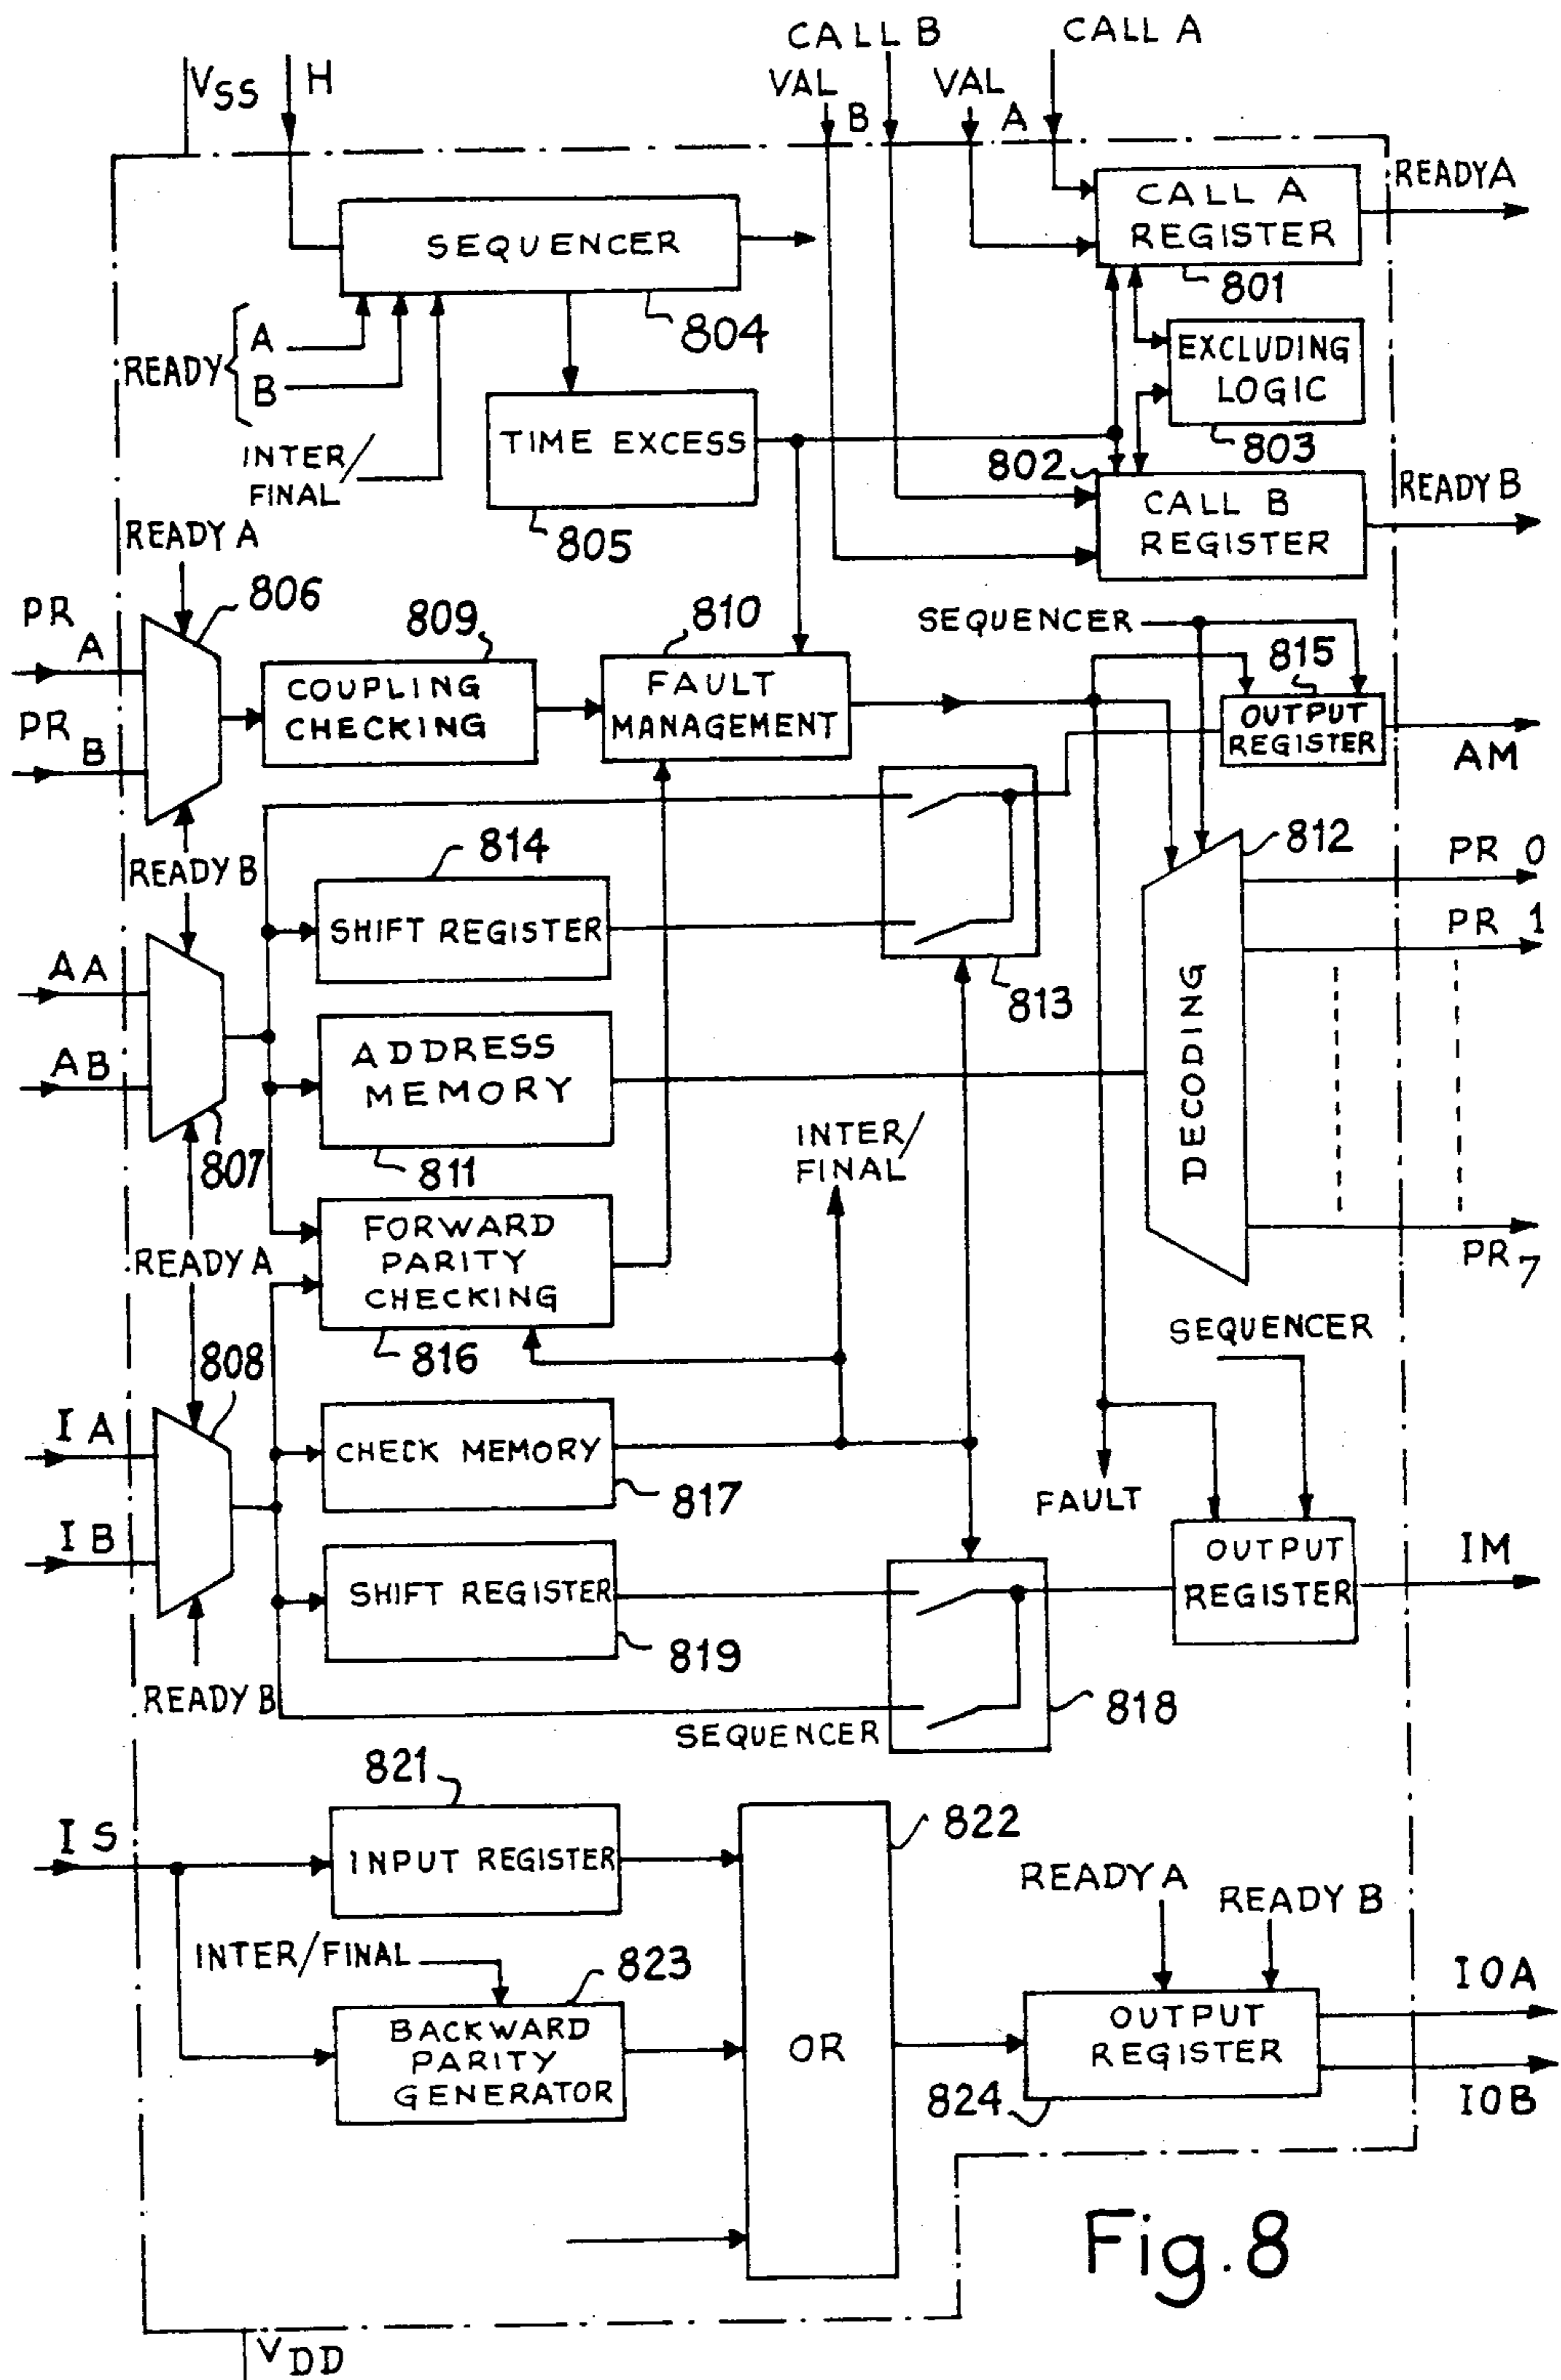 CALL B
CALL A
VSS
H
VAL
B
VAL
A
CALL A
REGISTER
READY A
801
SEQUENCER
804
READY
A
B
INTER/
FINAL
EXCLUDING
LOGIC
803
TIME EXCESS
805
802
CALL B
REGISTER
READY B
READY A
806
PR A
PR B
809
COUPLING
CHECKING
810
FAULT
MANAGEMENT
SEQUENCER
815
OUTPUT
REGISTER
AM
READY B
814
SHIFT REGISTER
813
812
PR 0
PR 1
DECODING
AA
AB
807
ADDRESS
MEMORY
811
INTER/
FINAL
FORWARD
PARITY
CHECKING
816
READY A
PR 7
SEQUENCER
808
I A
I B
CHECK MEMORY
817
FAULT
OUTPUT
REGISTER
IM
SHIFT REGISTER
819
818
READY B
SEQUENCER
821
I S
INPUT REGISTER
822
READY A
READY B
INTER/FINAL
823
BACKWARD
PARITY
GENERATOR
OR
OUTPUT
REGISTER
824
IOA
IOB
Fig.8
VDD